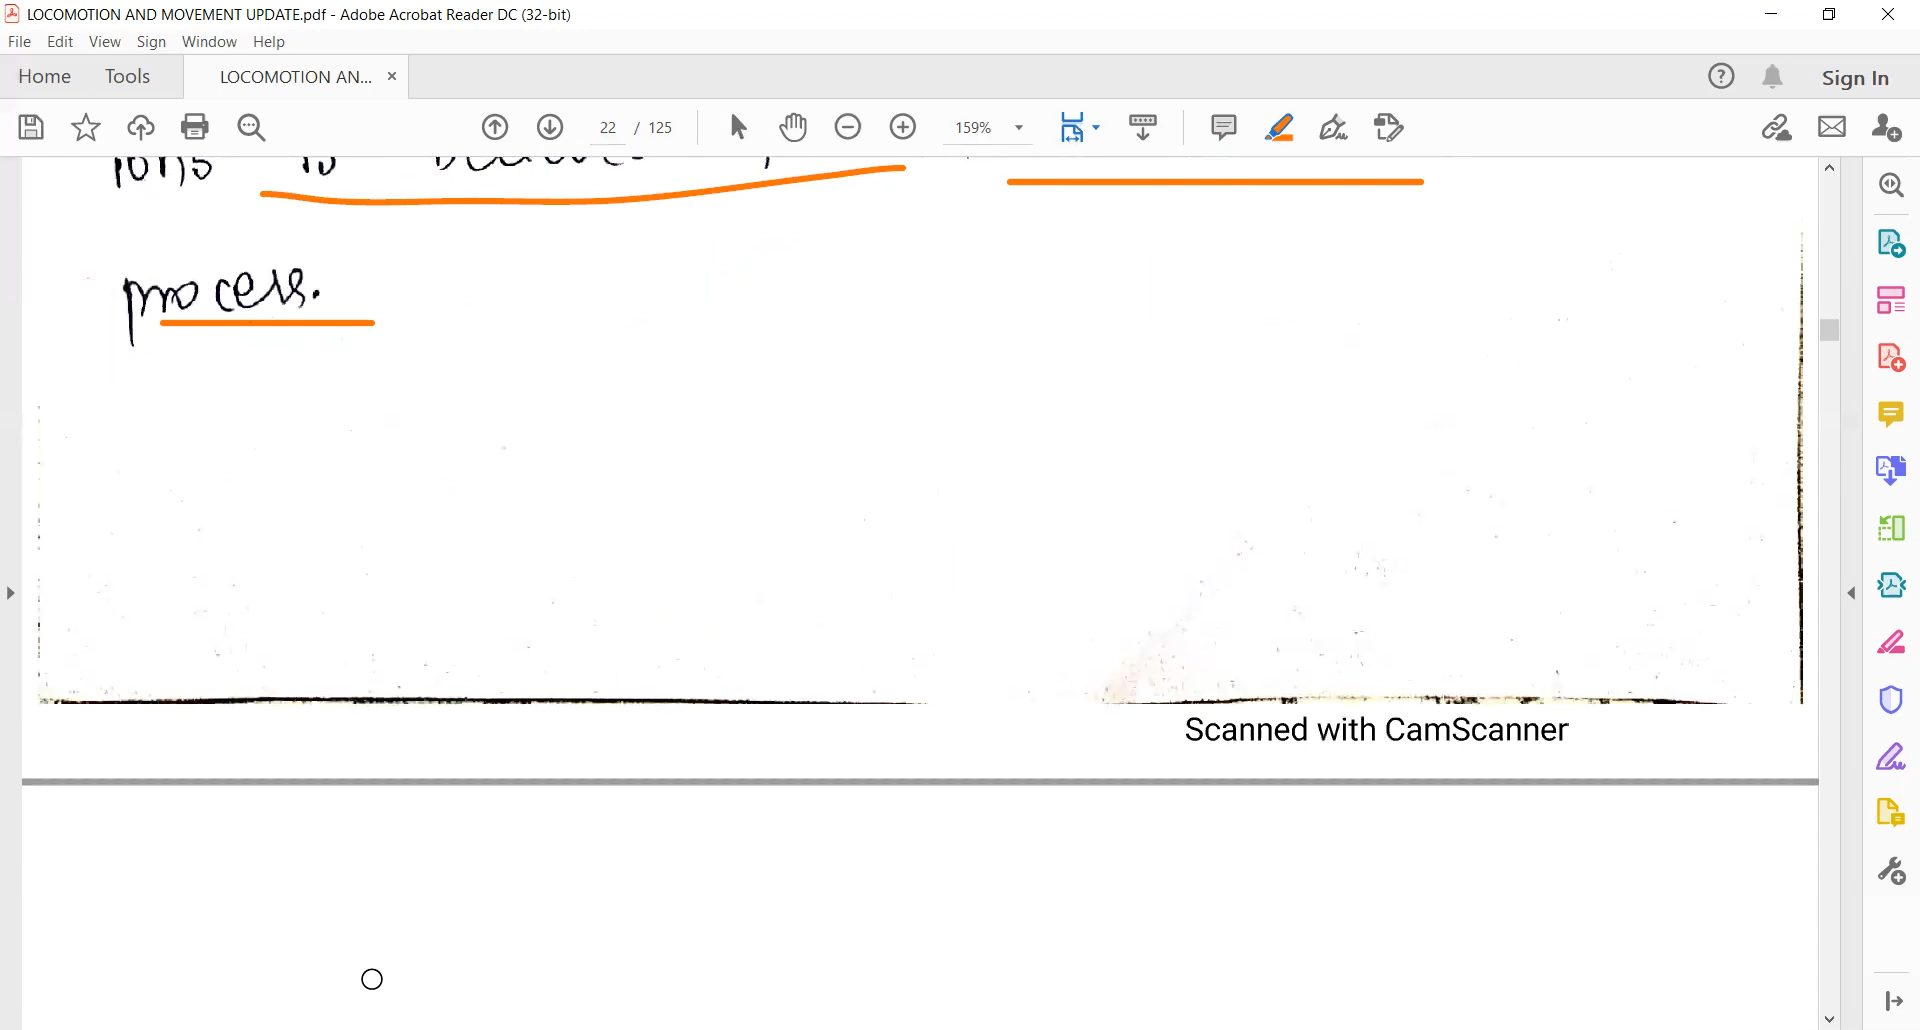 LOCOMOTION AND MOVEMENT UPDATE.pdf - Adobe Acrobat Reader DC (32-bit)
File Edit View Sign Window Help
Home Tools LOCOMOTION AN... × Sign In
22 / 125 159%
process.
Scanned with CamScanner